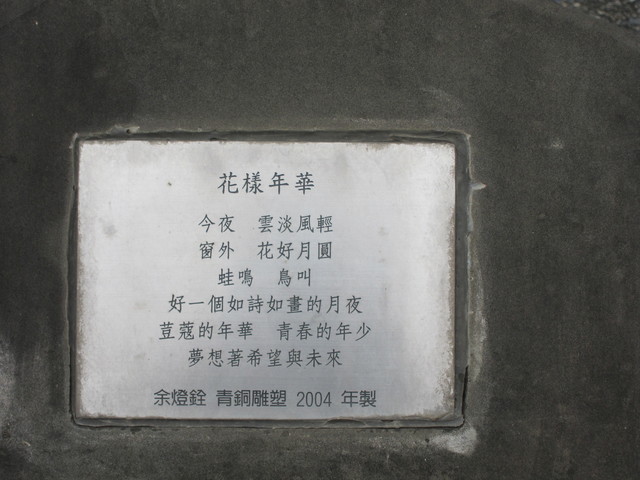 花樣年華
今夜　雲淡風輕
窗外　花好月圓
蛙鳴　鳥叫
好一個如詩如畫的月夜
荳蔻的年華　青春的年少
夢想著希望與未來
余燈銓 青銅雕塑 2004 年製